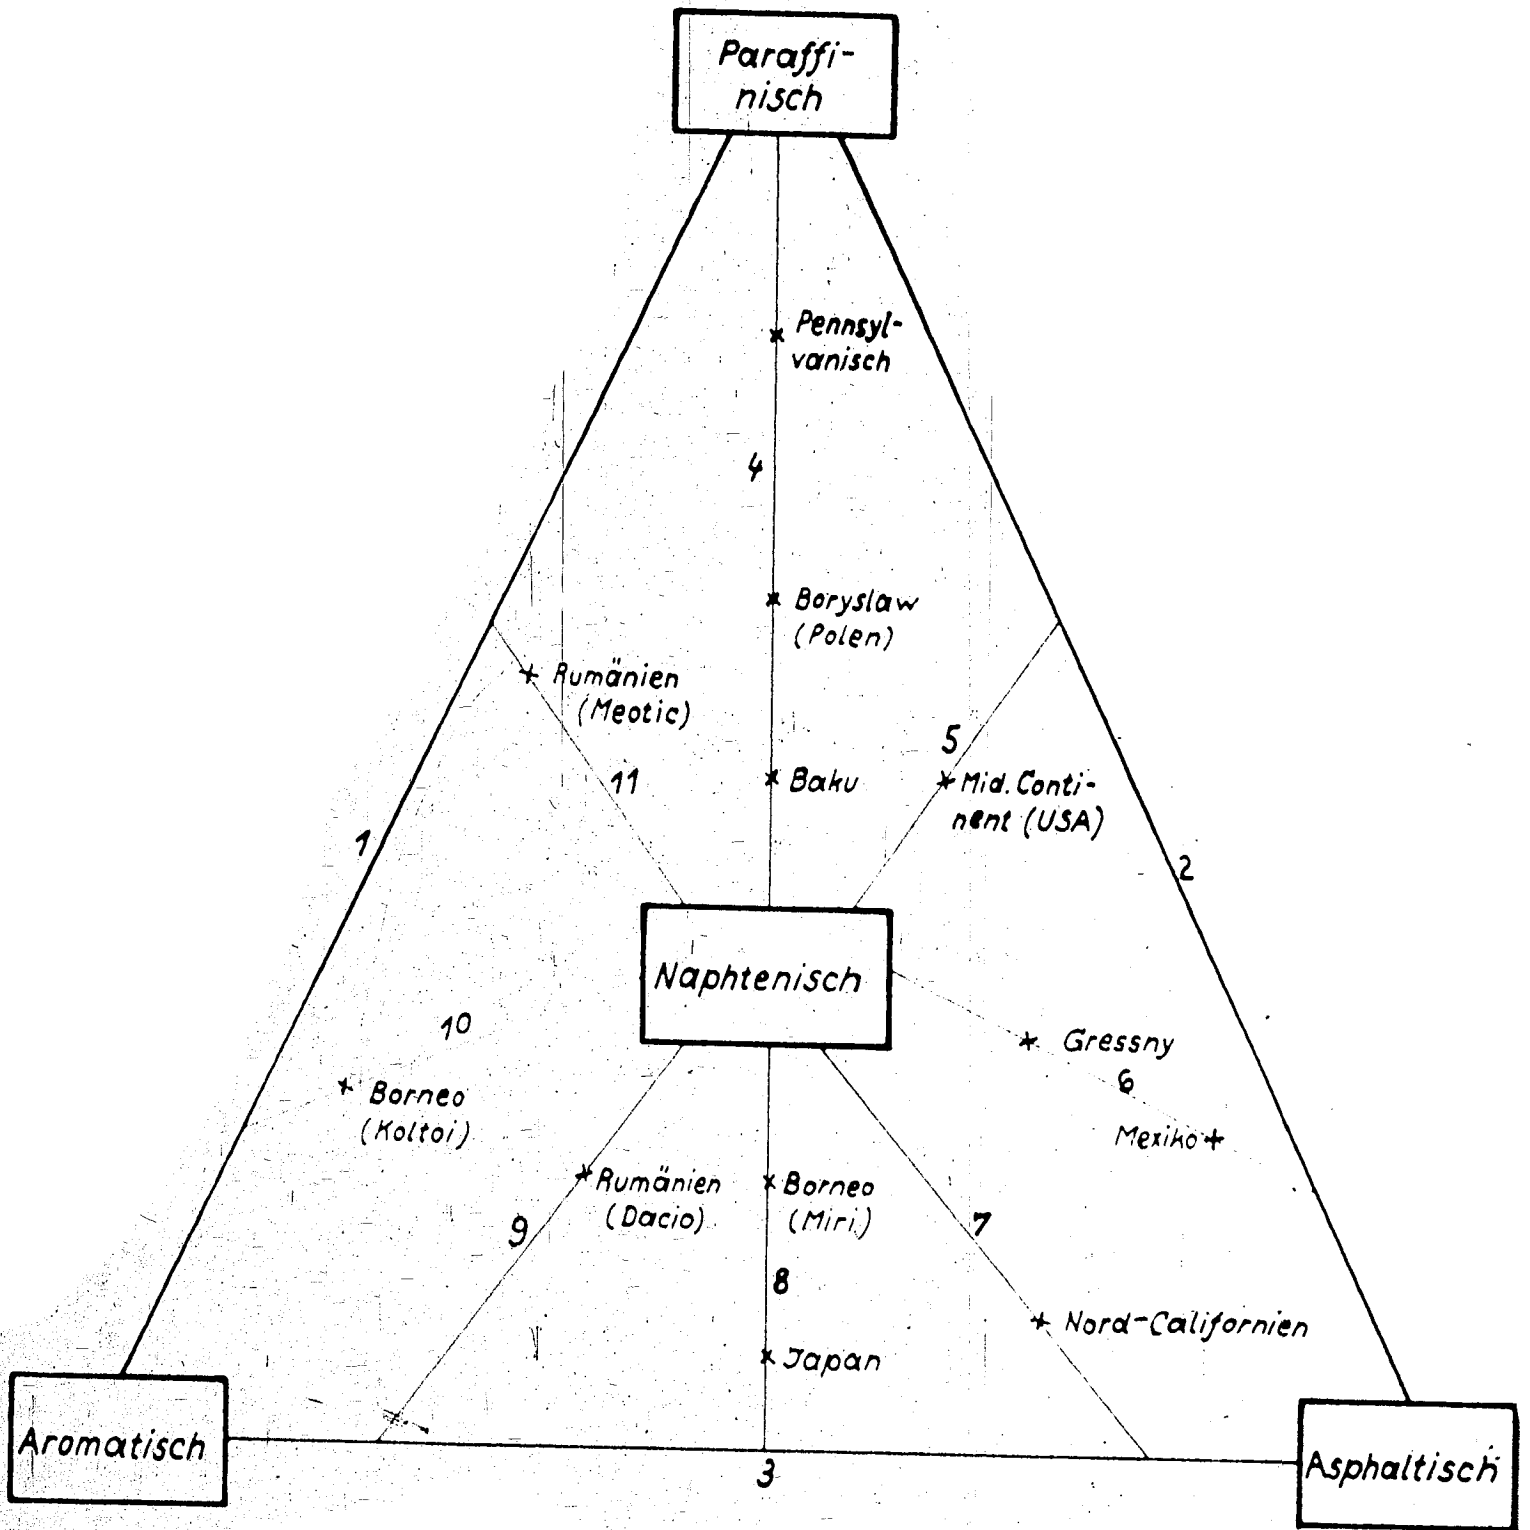 Paraffi-
nisch
Pennsyl-
vanisch
4
Boryslaw
(Polen)
Rumänien
(Meotic)
5
11
Baku
Mid. Conti-
nent (USA)
1
2
Naphtenisch
10
Gressny
6
Borneo
(Koltoi)
Mexiko
Rumänien
(Dacio)
Borneo
(Miri)
9
7
8
Nord-Californien
Japan
Aromatisch
Asphaltisch
3